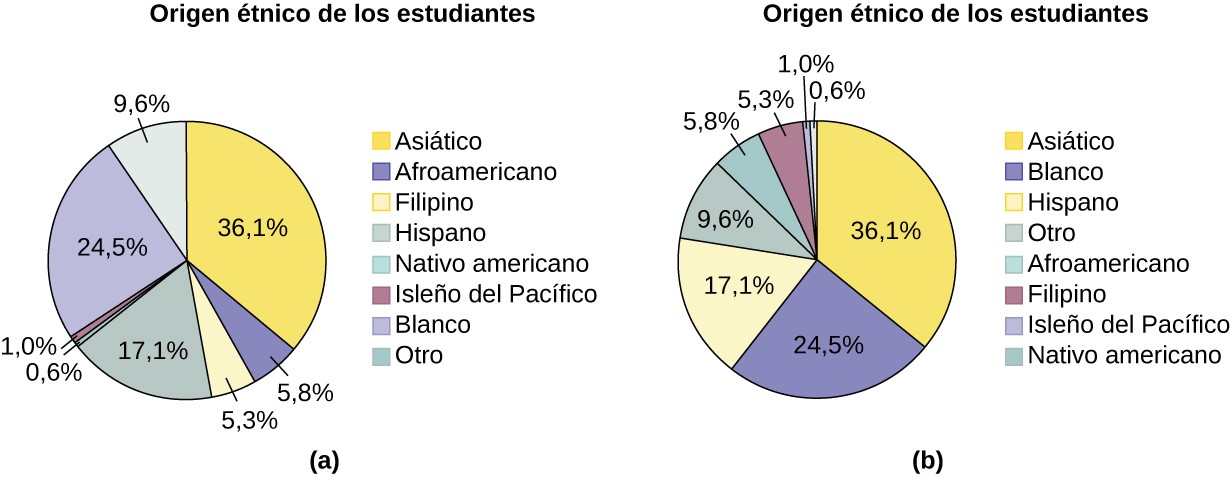 Origen étnico de los estudiantes
9,6%
36,1%
24,5%
1,0%
0,6%
17,1%
5,3%
5,8%
Asiático
Afroamericano
Filipino
Hispano
Nativo americano
Isleño del Pacífico
Blanco
Otro
(a)
Origen étnico de los estudiantes
1,0%
0,6%
5,3%
5,8%
9,6%
36,1%
17,1%
24,5%
Asiático
Blanco
Hispano
Otro
Afroamericano
Filipino
Isleño del Pacífico
Nativo americano
(b)